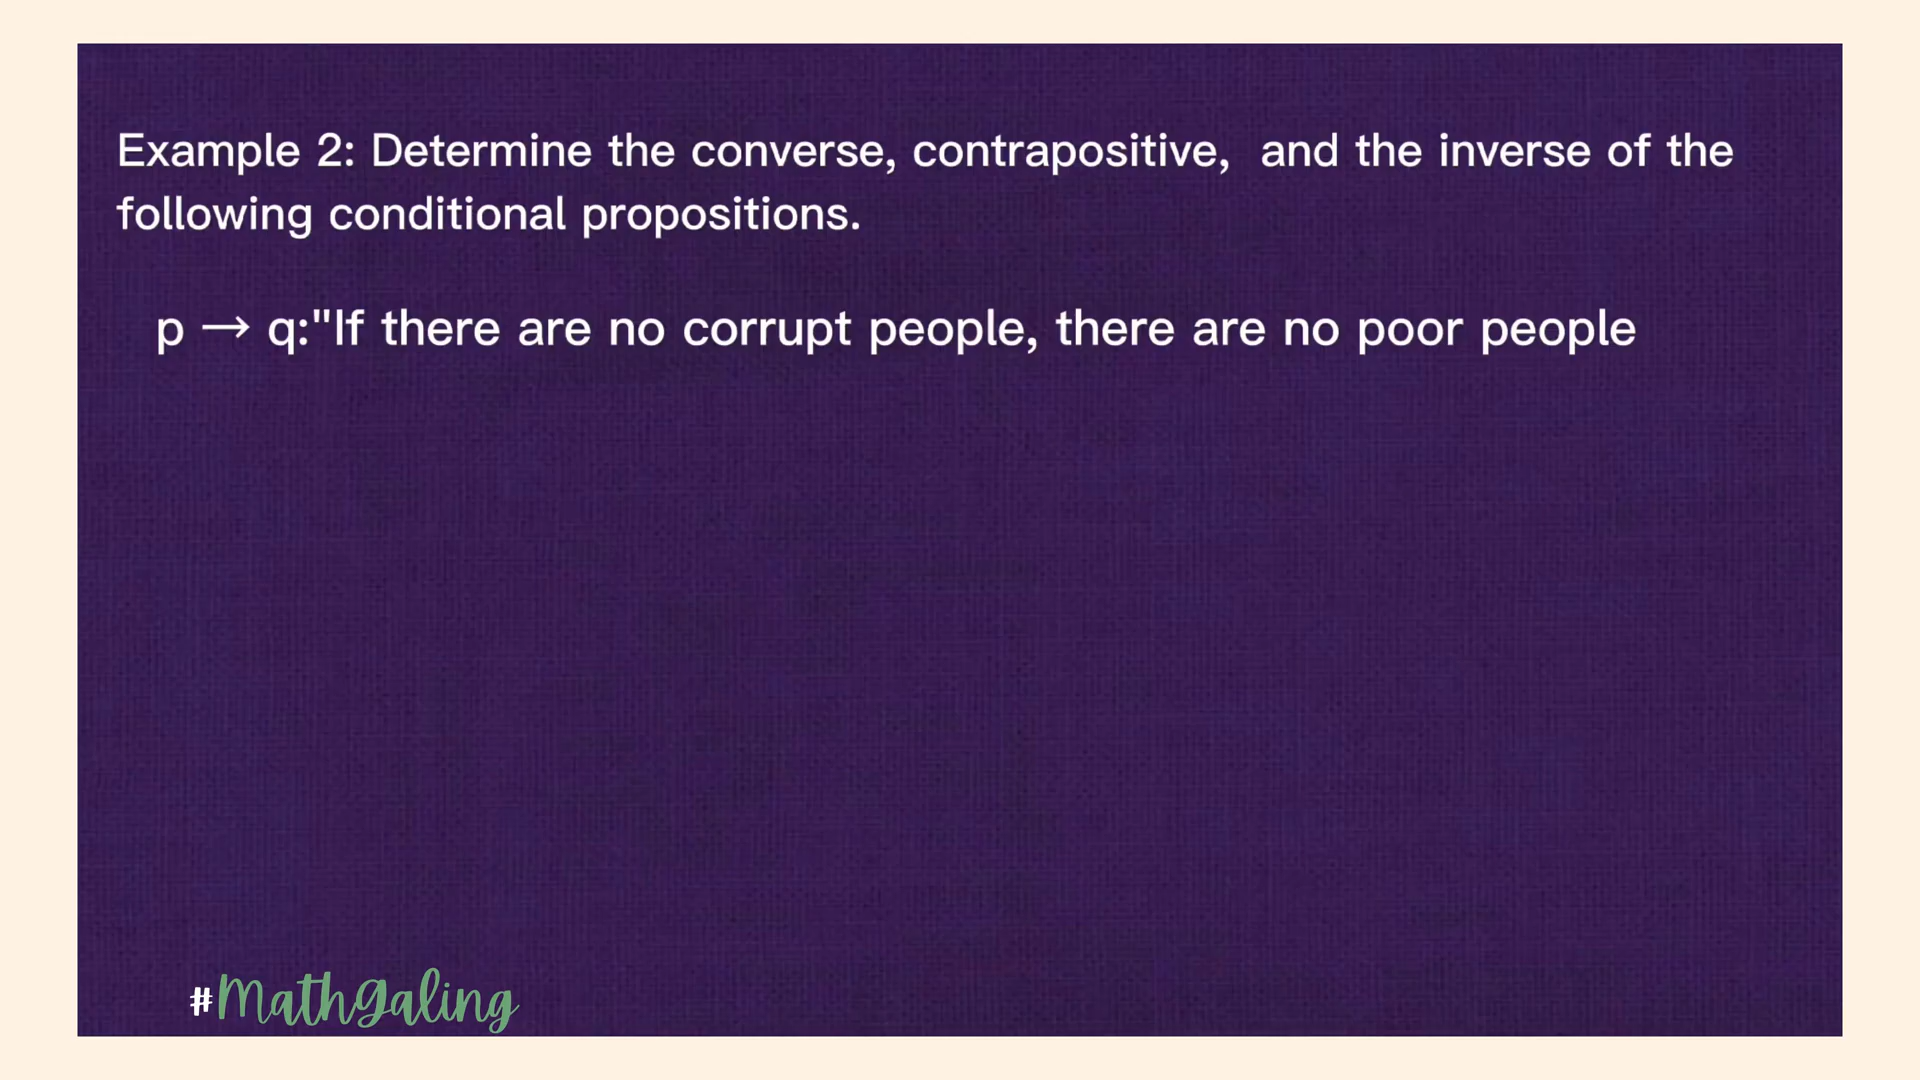 Example 2: Determine the converse, contrapositive,  and the inverse of the
following conditional propositions.
p → q:"If there are no corrupt people, there are no poor people
#MathGaling